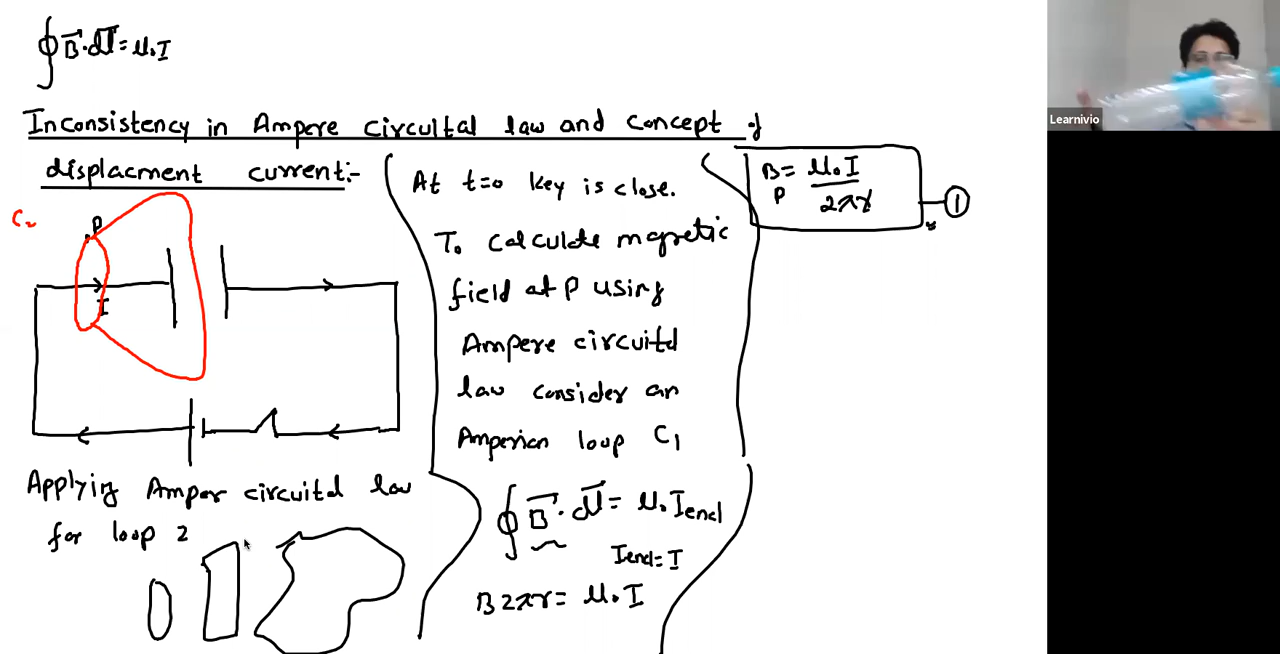 ∮ B⃗·dl⃗ = μ₀I
Inconsistency in Ampere Circuital law and concept of
displacment current:-
C₂
P
I
Applying Amper circuital law
for loop 2
At t=0 key is close.
To calculate magnetic
field at P using
Ampere circuital
law consider an
Amperian loop C₁
∮ B⃗·dl⃗ = μ₀Iencl
Iencl = I
B2πr = μ₀I
B = μ₀I
P 2πr
①
Learnivio